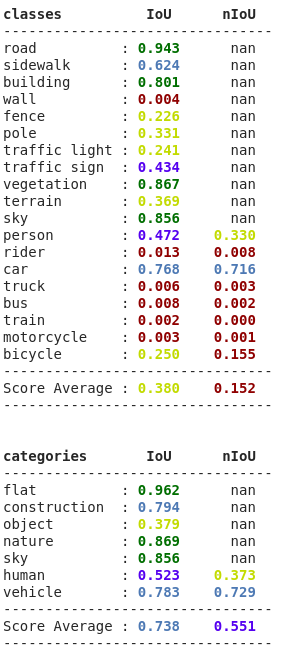 classes          IoU      nIoU
--------------------------------
road          : 0.943      nan
sidewalk      : 0.624      nan
building      : 0.801      nan
wall          : 0.004      nan
fence         : 0.226      nan
pole          : 0.331      nan
traffic light : 0.241      nan
traffic sign  : 0.434      nan
vegetation    : 0.867      nan
terrain       : 0.369      nan
sky           : 0.856      nan
person        : 0.472     0.330
rider         : 0.013     0.008
car           : 0.768     0.716
truck         : 0.006     0.003
bus           : 0.008     0.002
train         : 0.002     0.000
motorcycle    : 0.003     0.001
bicycle       : 0.250     0.155
--------------------------------
Score Average : 0.380     0.152
--------------------------------
categories       IoU      nIoU
--------------------------------
flat          : 0.962      nan
construction  : 0.794      nan
object        : 0.379      nan
nature        : 0.869      nan
sky           : 0.856      nan
human         : 0.523     0.373
vehicle       : 0.783     0.729
--------------------------------
Score Average : 0.738     0.551
--------------------------------